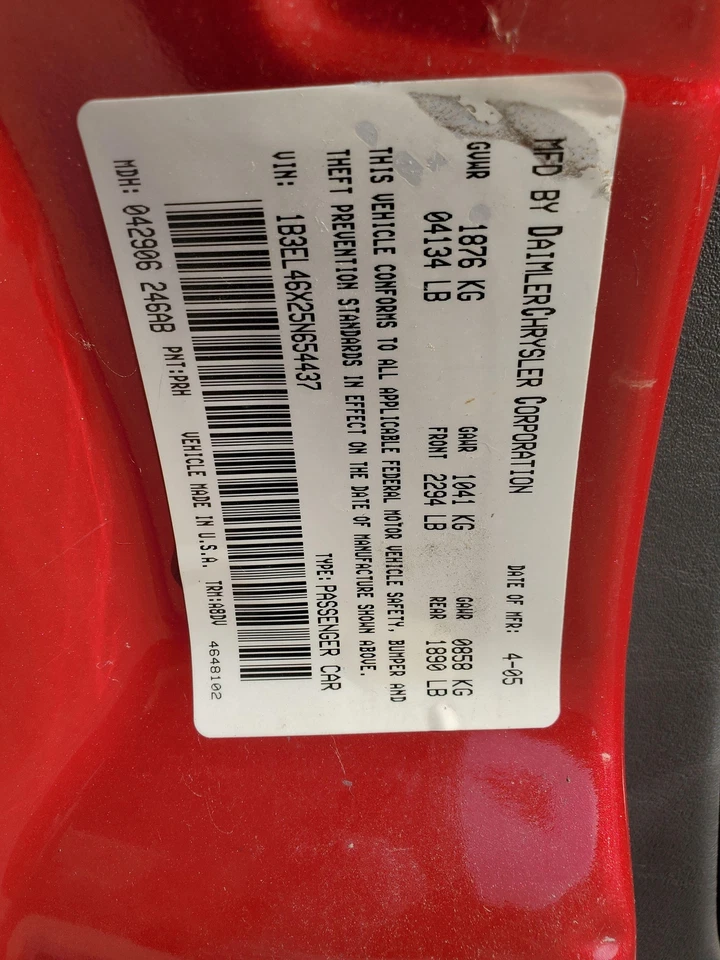 MFD BY DAIMLERCHRYSLER CORPORATION DATE OF MFR: 4-05
GVWR 1876 KG GAWR 1041 KG GAWR 0858 KG
04134 LB FRONT 2294 LB REAR 1890 LB
THIS VEHICLE CONFORMS TO ALL APPLICABLE FEDERAL MOTOR VEHICLE SAFETY, BUMPER AND
THEFT PREVENTION STANDARDS IN EFFECT ON THE DATE OF MANUFACTURE SHOWN ABOVE.
VIN: 1B3EL46X25N654437 TYPE: PASSENGER CAR
MDH: 042906 246AB PNT:PRH VEHICLE MADE IN U.S.A. TRM:A8DV 4648102